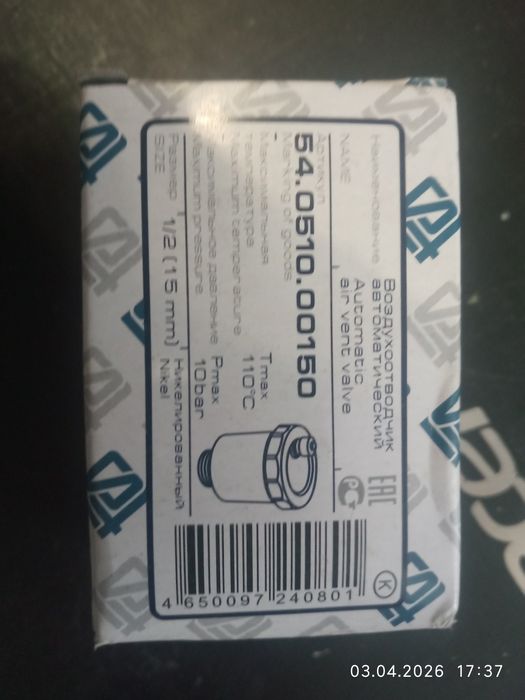 Наименование
NAME
Воздухоотводчик
автоматический
Automatic
air vent valve
Артикул
Marking of goods
54.0510.00150
Максимальная
температура
Maximum temperature
Tmax
110°C
Максимальное давление
Maximum pressure
Pmax
10bar
Размер
SIZE
1/2 (15 mm)
Никелированный
Nikel
EAC
РСТ
K
4 650097 240801
03.04.2026 17:37